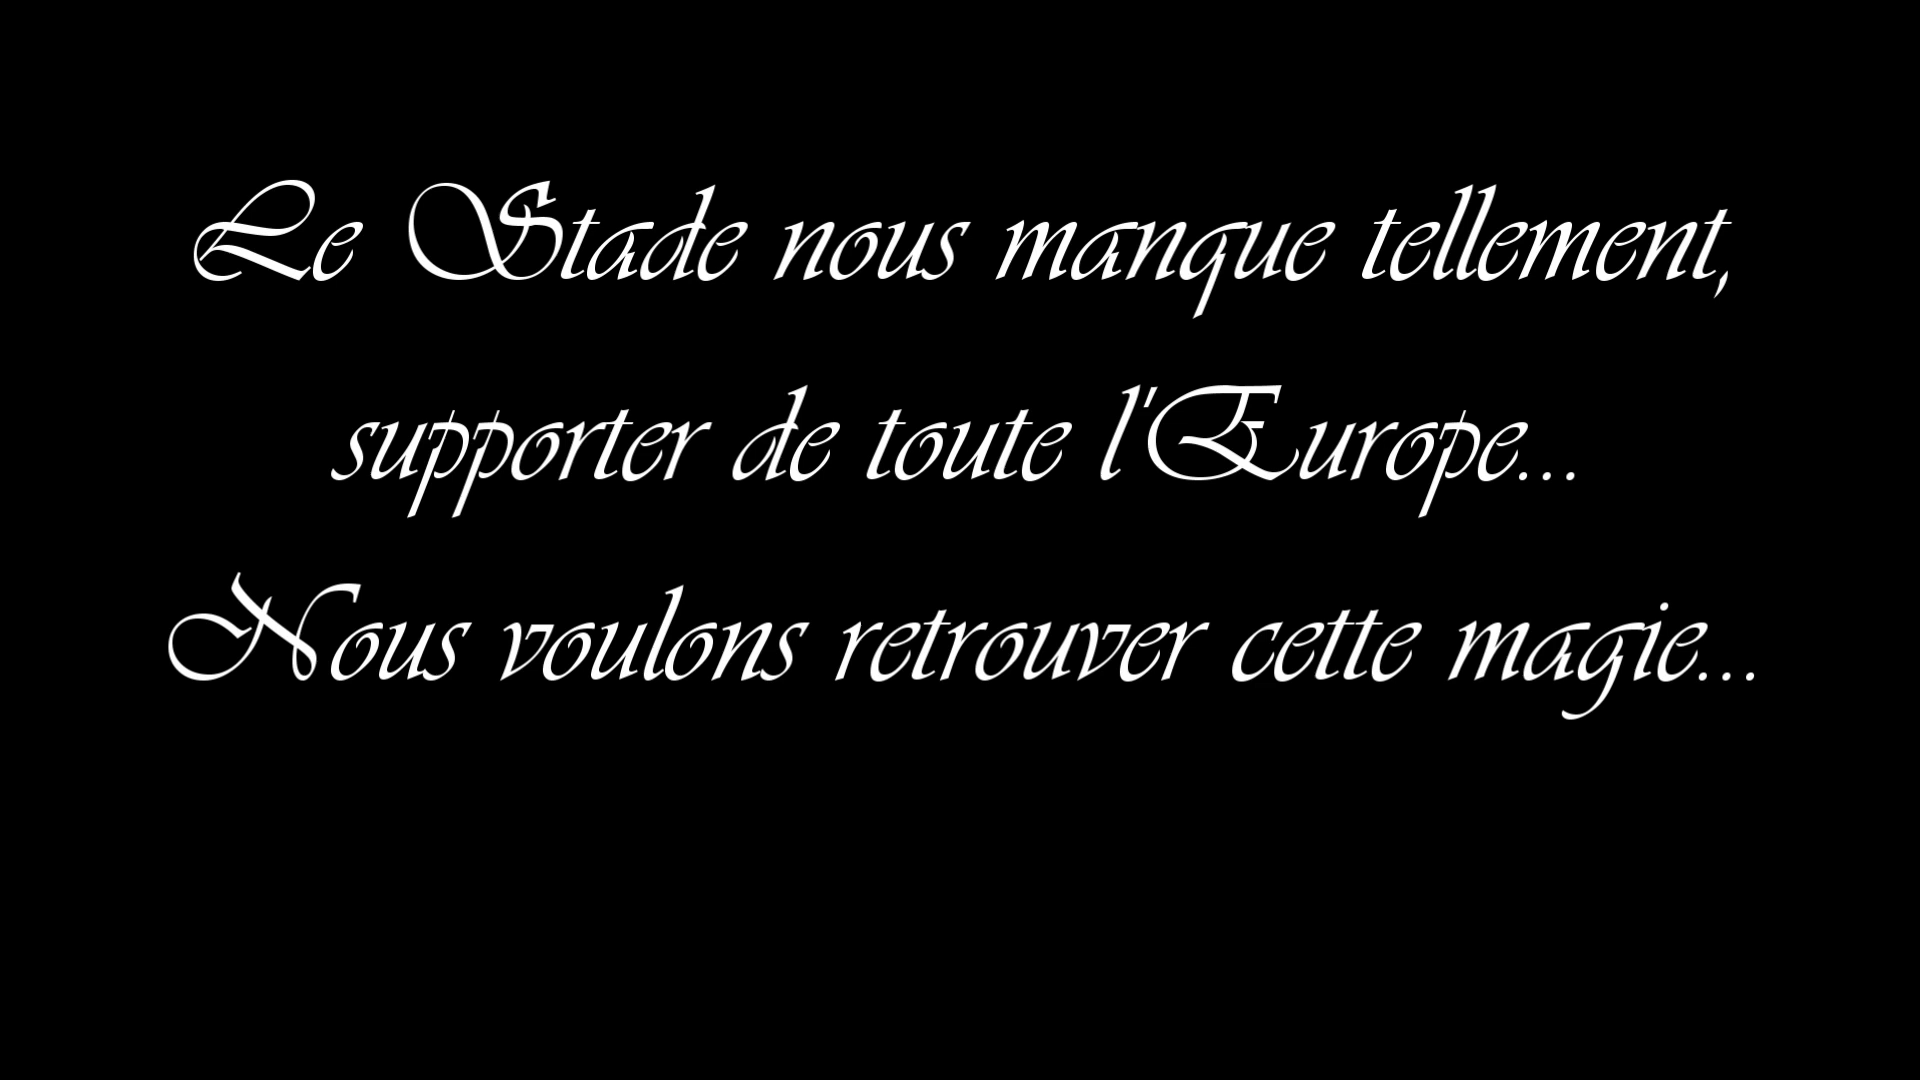 Le Stade nous manque tellement,
supporter de toute l'Europe...
Nous voulons retrouver cette magie...